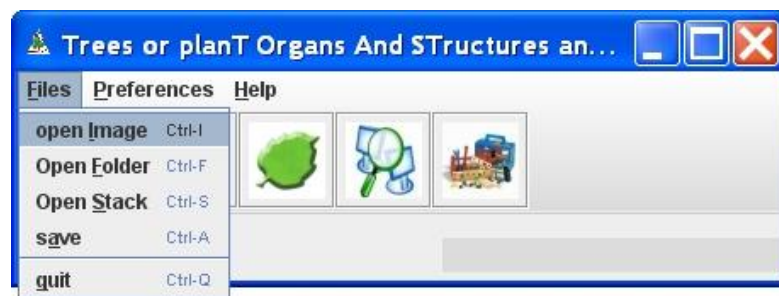 Trees or planT Organs And STructures an...
Files Preferences Help
open Image Ctrl-I
Open Folder Ctrl-F
Open Stack Ctrl-S
save Ctrl-A
quit Ctrl-Q